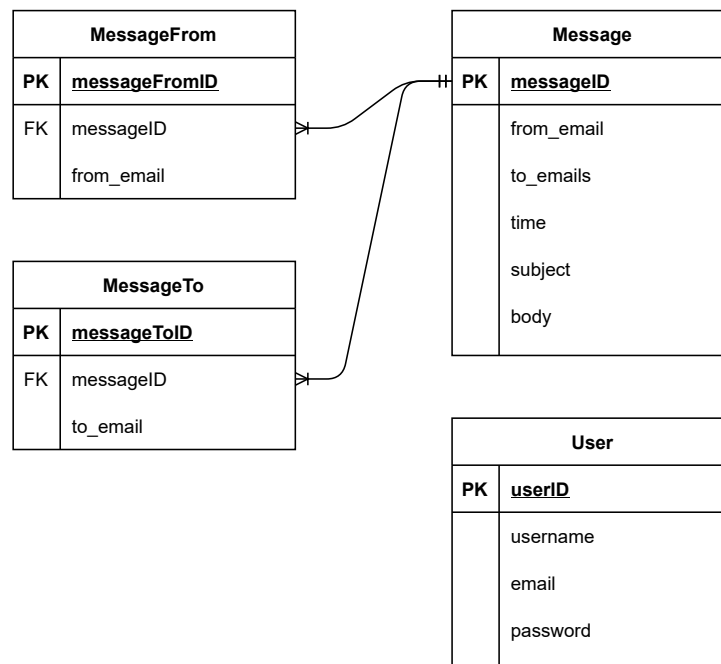 MessageFrom
PK messageFromID
FK messageID
from_email
MessageTo
PK messageToID
FK messageID
to_email
Message
PK messageID
from_email
to_emails
time
subject
body
User
PK userID
username
email
password